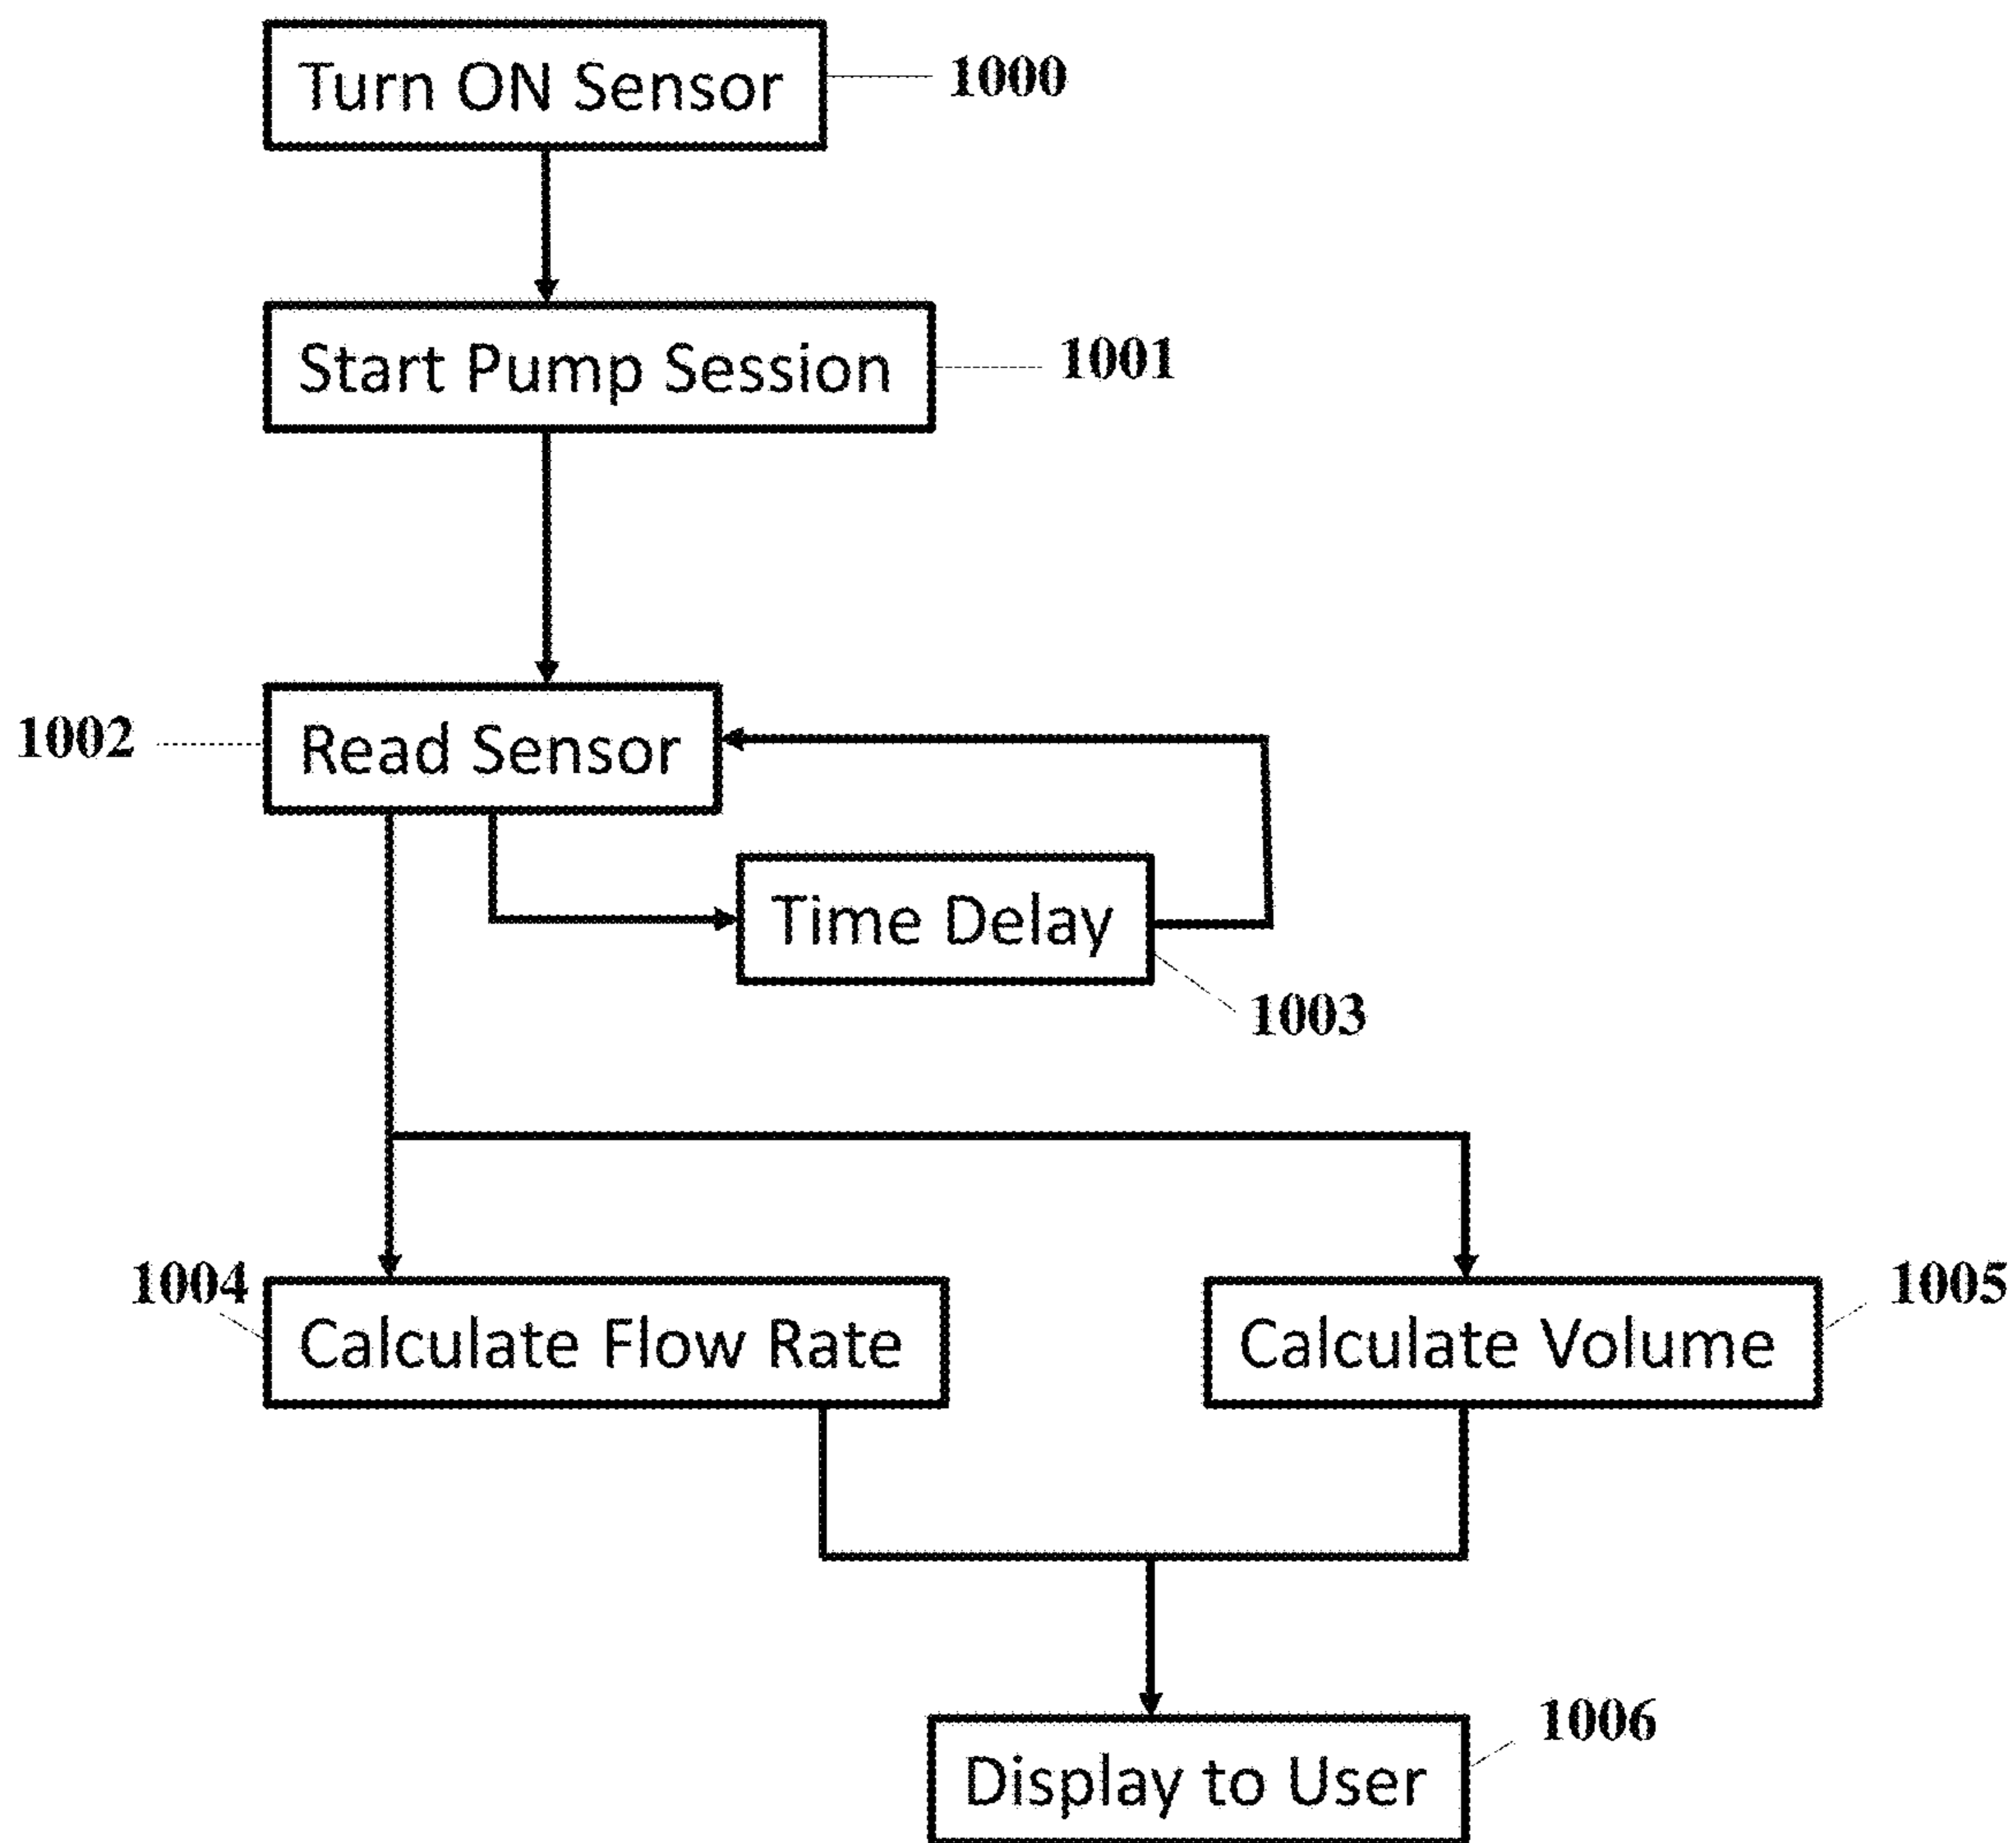 Turn ON Sensor
1000
Start Pump Session
1001
1002
Read Sensor
Time Delay
1003
1004
Calculate Flow Rate
Calculate Volume
1005
Display to User
1006